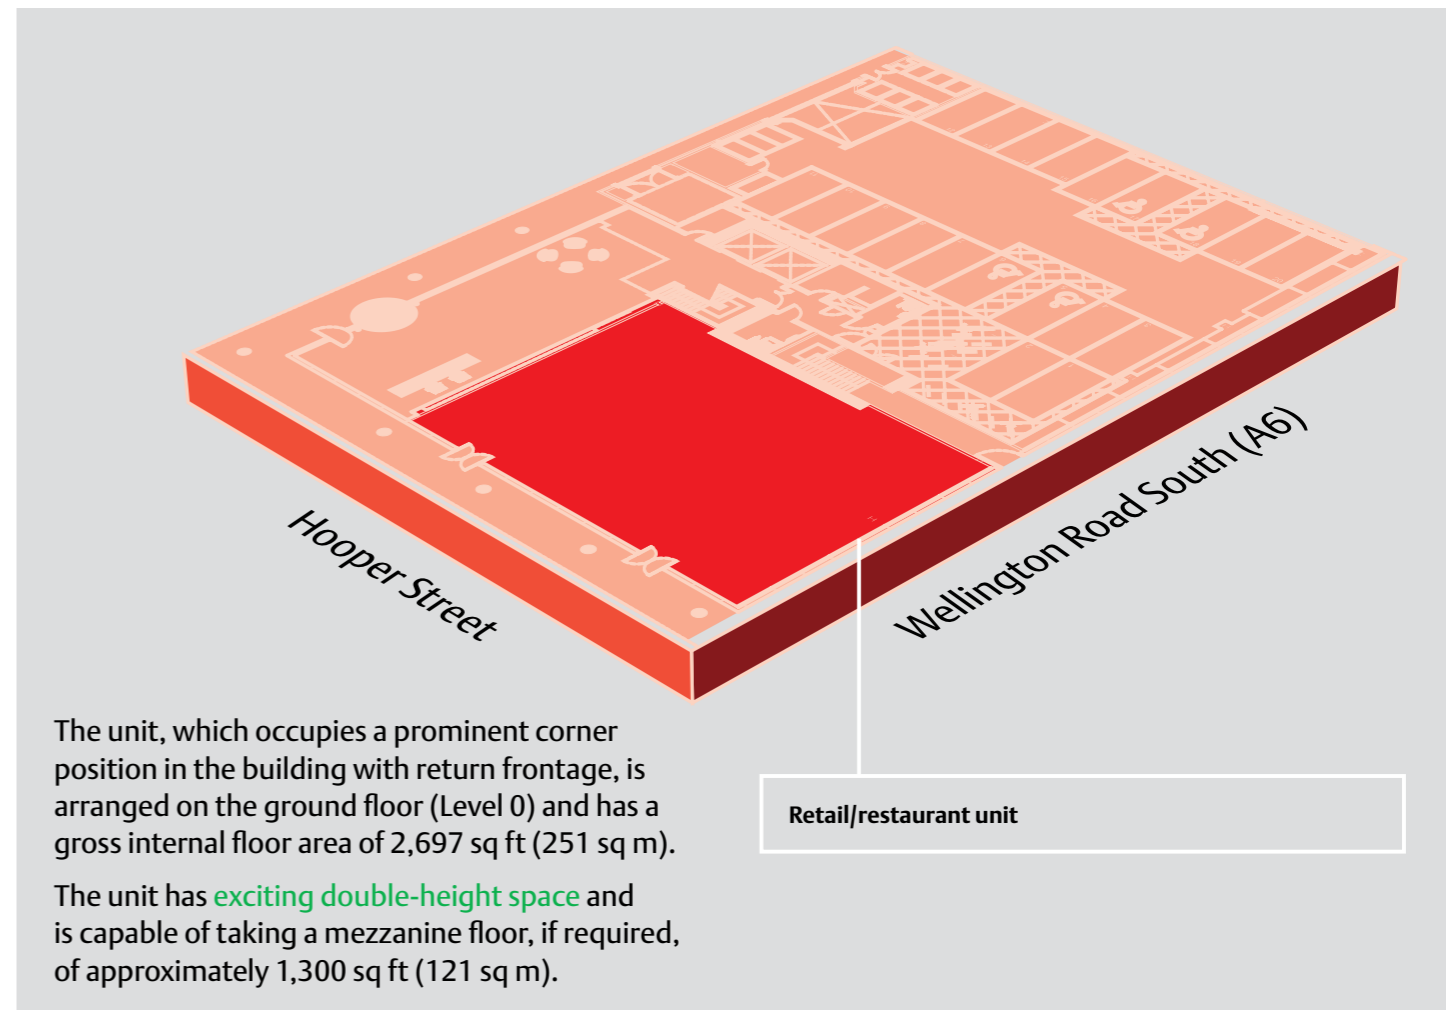 Hooper Street
Wellington Road South (A6)
The unit, which occupies a prominent corner
position in the building with return frontage, is
arranged on the ground floor (Level 0) and has a
gross internal floor area of 2,697 sq ft (251 sq m).
The unit has exciting double-height space and
is capable of taking a mezzanine floor, if required,
of approximately 1,300 sq ft (121 sq m).
Retail/restaurant unit